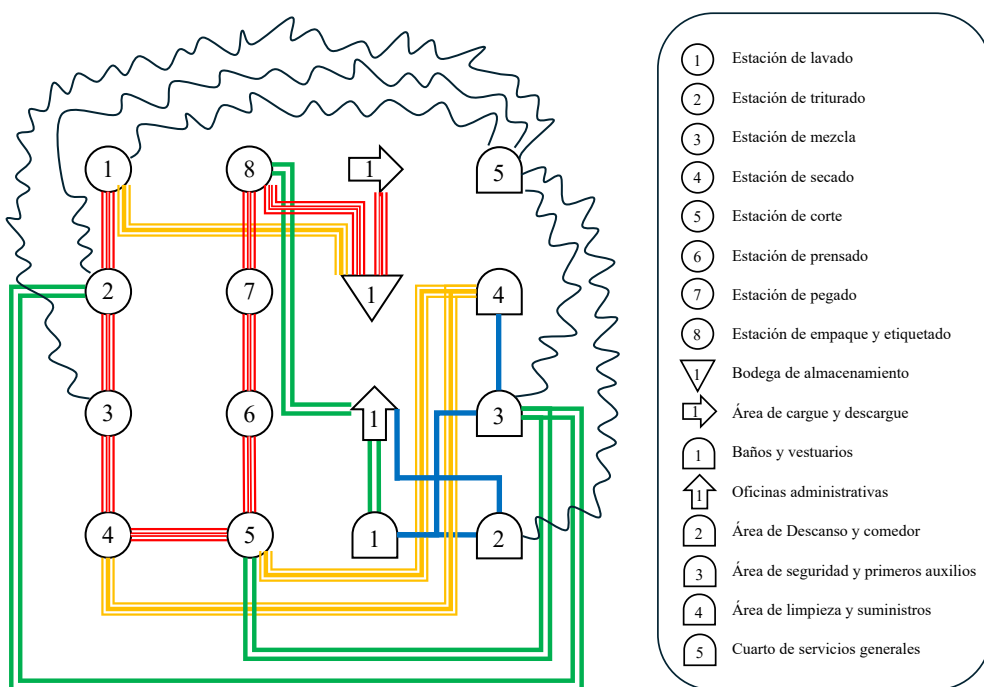 1
8
1
5
2
7
1
4
3
6
1
3
4
5
1
2
1 Estación de lavado
2 Estación de triturado
3 Estación de mezcla
4 Estación de secado
5 Estación de corte
6 Estación de prensado
7 Estación de pegado
8 Estación de empaque y etiquetado
1 Bodega de almacenamiento
1 Área de cargue y descargue
1 Baños y vestuarios
1 Oficinas administrativas
2 Área de Descanso y comedor
3 Área de seguridad y primeros auxilios
4 Área de limpieza y suministros
5 Cuarto de servicios generales